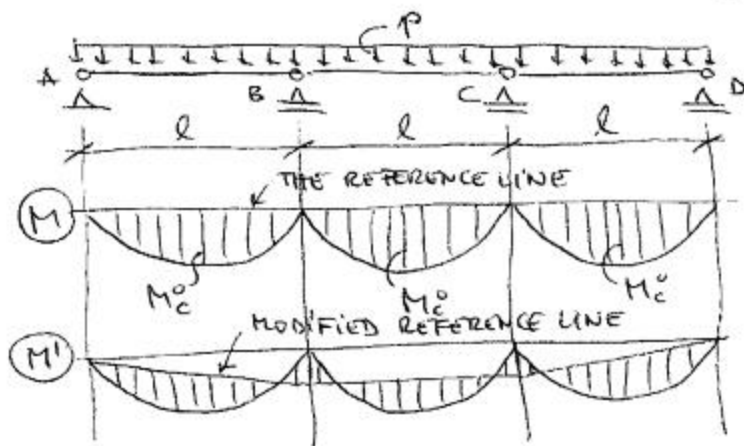 p
A B C D
l l l
THE REFERENCE LINE
M
M°c M°c M°c
MODIFIED REFERENCE LINE
M'